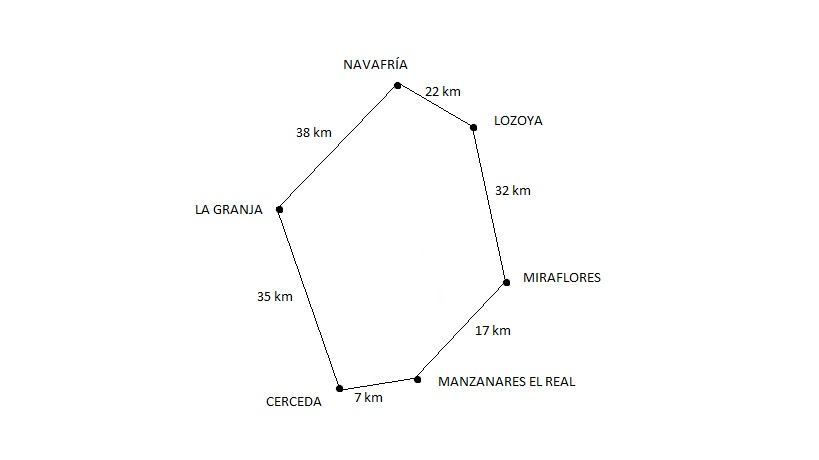 NAVAFRÍA
22 km
LOZOYA
38 km
32 km
LA GRANJA
MIRAFLORES
35 km
17 km
MANZANARES EL REAL
CERCEDA
7 km